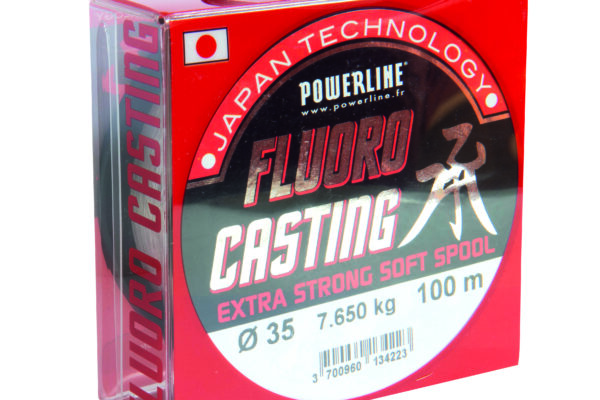 JAPAN TECHNOLOGY
POWERLINE®
www.powerline.fr
FLUORO
CASTING
EXTRA STRONG SOFT SPOOL
Ø 35 7.650 kg 100 m
3 700960 134223
FLUORO CASTING